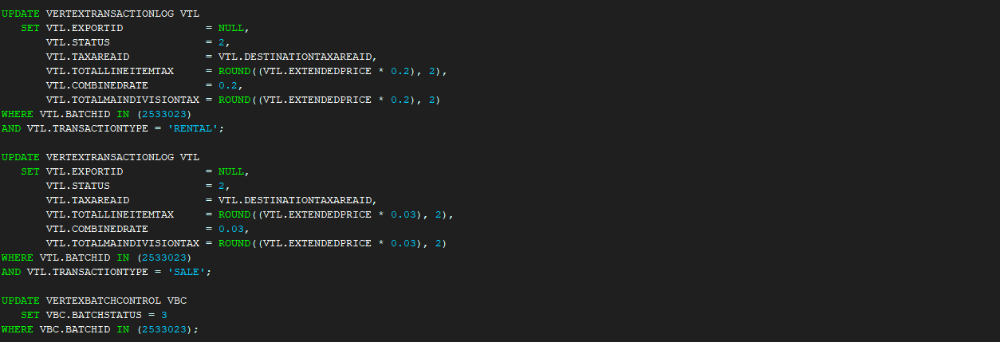 UPDATE VERTEXTRANSACTIONLOG VTL
   SET VTL.EXPORTID             = NULL,
       VTL.STATUS               = 2,
       VTL.TAXAREAID            = VTL.DESTINATIONTAXAREAID,
       VTL.TOTALLINEITEMTAX     = ROUND((VTL.EXTENDEDPRICE * 0.2), 2),
       VTL.COMBINEDRATE         = 0.2,
       VTL.TOTALMAINDIVISIONTAX = ROUND((VTL.EXTENDEDPRICE * 0.2), 2)
WHERE VTL.BATCHID IN (2533023)
AND VTL.TRANSACTIONTYPE = 'RENTAL';

UPDATE VERTEXTRANSACTIONLOG VTL
   SET VTL.EXPORTID             = NULL,
       VTL.STATUS               = 2,
       VTL.TAXAREAID            = VTL.DESTINATIONTAXAREAID,
       VTL.TOTALLINEITEMTAX     = ROUND((VTL.EXTENDEDPRICE * 0.03), 2),
       VTL.COMBINEDRATE         = 0.03,
       VTL.TOTALMAINDIVISIONTAX = ROUND((VTL.EXTENDEDPRICE * 0.03), 2)
WHERE VTL.BATCHID IN (2533023)
AND VTL.TRANSACTIONTYPE = 'SALE';

UPDATE VERTEXBATCHCONTROL VBC
   SET VBC.BATCHSTATUS = 3
WHERE VBC.BATCHID IN (2533023);